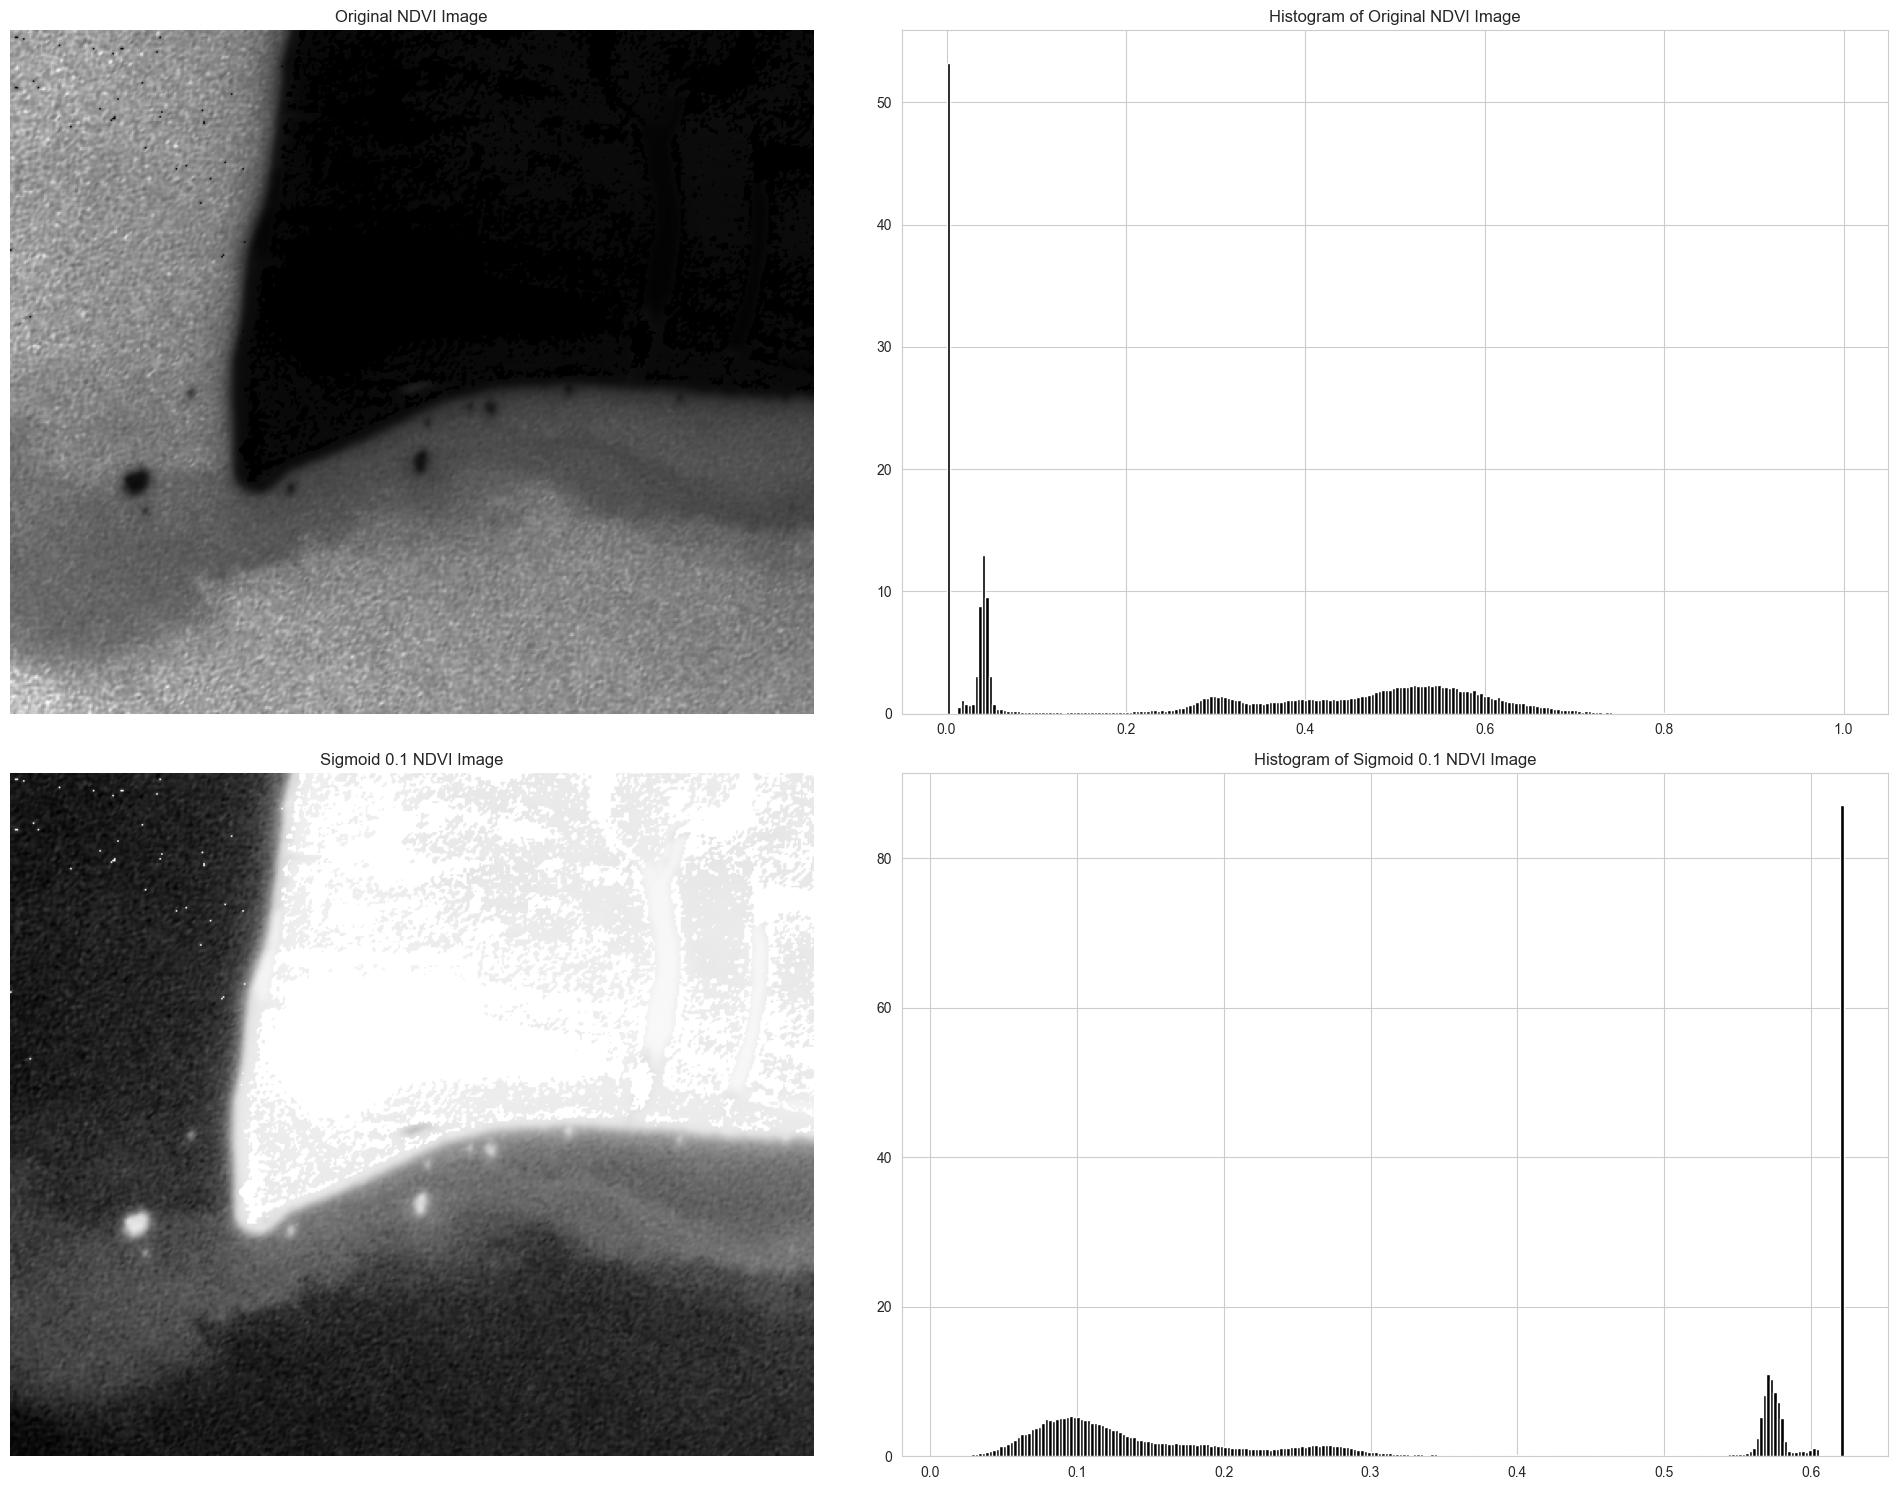 Original NDVI Image
Histogram of Original NDVI Image
50
40
30
20
10
0
0.0 0.2 0.4 0.6 0.8 1.0
Sigmoid 0.1 NDVI Image
Histogram of Sigmoid 0.1 NDVI Image
80
60
40
20
0
0.0 0.1 0.2 0.3 0.4 0.5 0.6